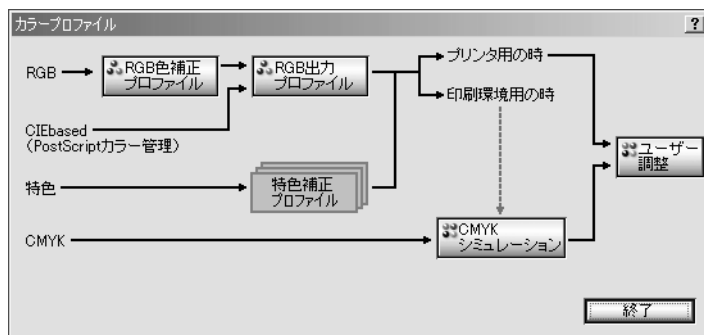 カラープロファイル
?
RGB
RGB色補正
プロファイル
RGB出力
プロファイル
プリンタ用の時
印刷環境用の時
CIEbased
(PostScriptカラー管理)
ユーザー
調整
特色
特色補正
プロファイル
CMYK
CMYK
シミュレーション
終了